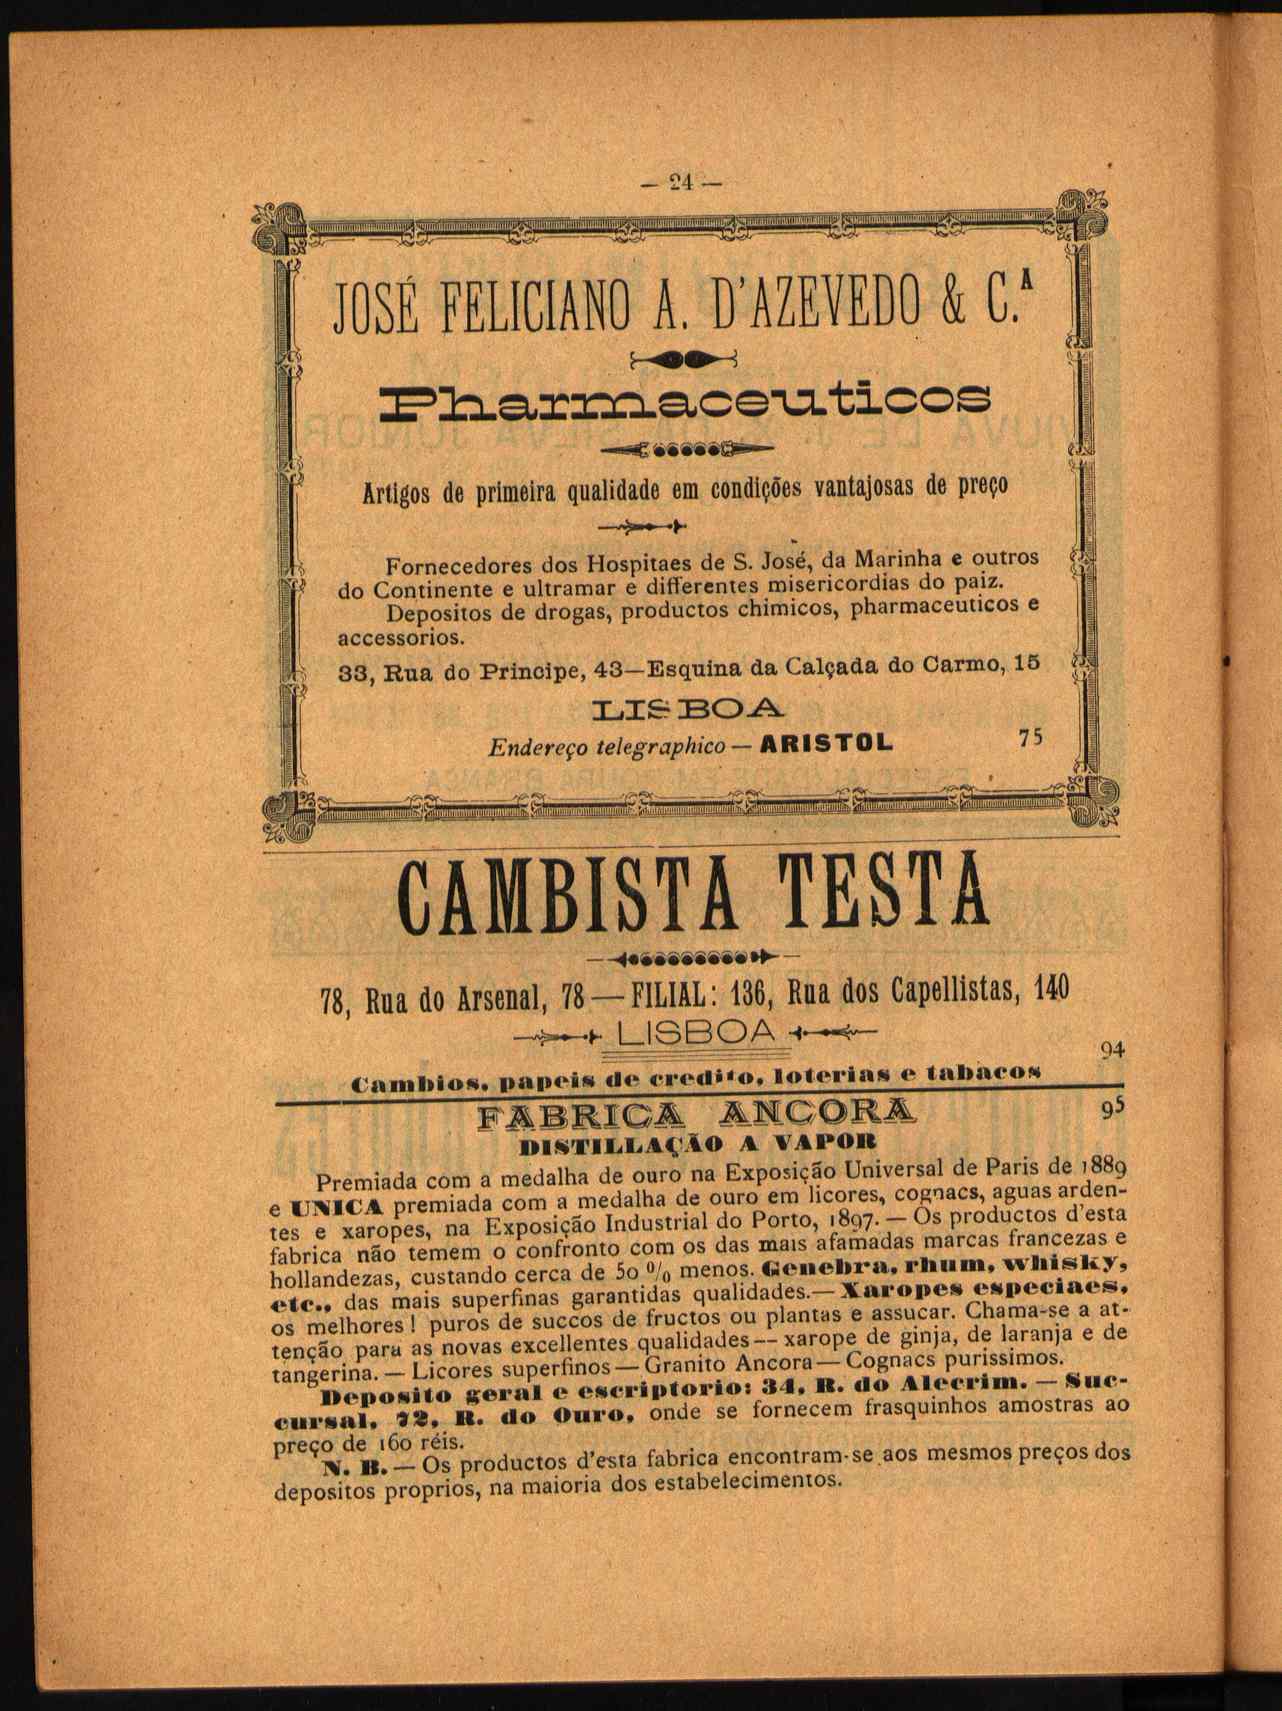 — 24 —
JOSÉ FELICIANO A. D'AZEVEDO & C.ᴬ
Pharmaceuticos
Artigos de primeira qualidade em condições vantajosas de preço
Fornecedores dos Hospitaes de S. José, da Marinha e outros
do Continente e ultramar e differentes misericordias do paiz.
Depositos de drogas, productos chimicos, pharmaceuticos e
accessorios.
33, Rua do Principe, 43—Esquina da Calçada do Carmo, 15
LISBOA
Endereço telegraphico — ARISTOL 75
CAMBISTA TESTA
78, Rua do Arsenal, 78 — FILIAL: 136, Rua dos Capellistas, 140
LISBOA
94
Cambios, papeis de credito, loterias e tabacos
FABRICA ANCORA 95
DISTILLAÇÃO A VAPOR
Premiada com a medalha de ouro na Exposição Universal de Paris de 1889
e UNICA premiada com a medalha de ouro em licores, cognacs, aguas arden-
tes e xaropes, na Exposição Industrial do Porto, 1897. — Os productos d'esta
fabrica não temem o confronto com os das mais afamadas marcas francezas e
hollandezas, custando cerca de 50 % menos. Genebra, rhum, whisky,
etc., das mais superfinas garantidas qualidades.— Xaropes especiaes,
os melhores! puros de succos de fructos ou plantas e assucar. Chama-se a at-
tenção para as novas excellentes qualidades — xarope de ginja, de laranja e de
tangerina. — Licores superfinos — Granito Ancora — Cognacs purissimos.
Deposito geral e escriptorio: 34, R. do Alecrim. — Suc-
cursal, 72, R. do Ouro, onde se fornecem frasquinhos amostras ao
preço de 160 réis.
N. B. — Os productos d'esta fabrica encontram-se aos mesmos preços dos
depositos proprios, na maioria dos estabelecimentos.